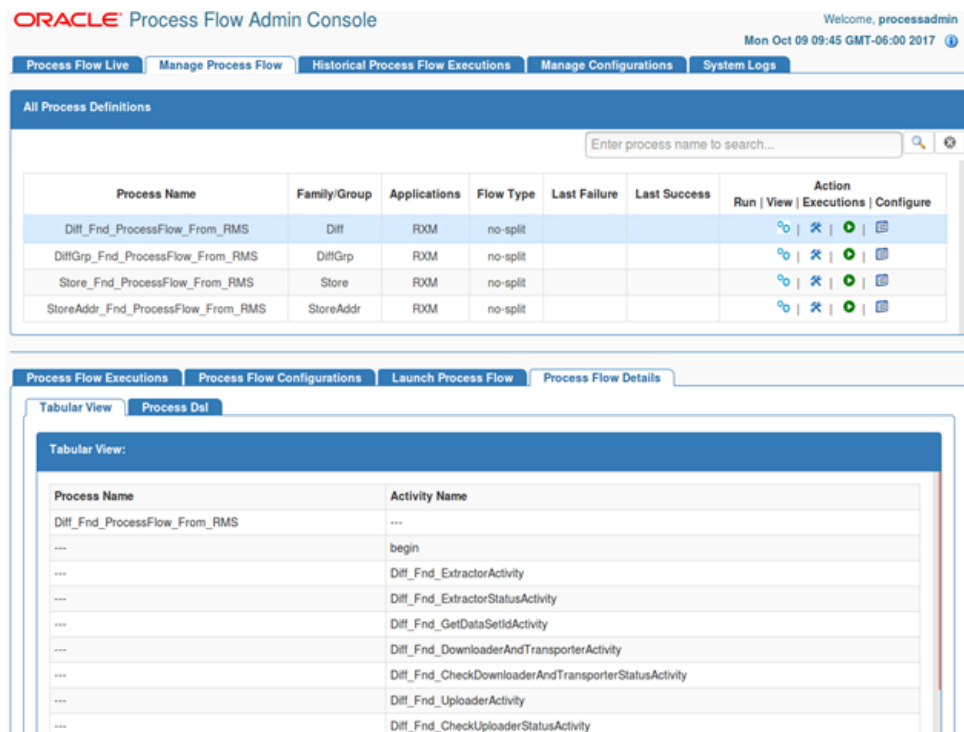 ORACLE Process Flow Admin Console
Welcome, processadmin
Mon Oct 09 09:45 GMT-06:00 2017
Process Flow Live Manage Process Flow Historical Process Flow Executions Manage Configurations System Logs
All Process Definitions
Enter process name to search...
Process Name Family/Group Applications Flow Type Last Failure Last Success Action
Run | View | Executions | Configure
Diff_Fnd_ProcessFlow_From_RMS Diff RXM no-split | | |
DiffGrp_Fnd_ProcessFlow_From_RMS DiffGrp RXM no-split | | |
Store_Fnd_ProcessFlow_From_RMS Store RXM no-split | | |
StoreAddr_Fnd_ProcessFlow_From_RMS StoreAddr RXM no-split | | |
Process Flow Executions Process Flow Configurations Launch Process Flow Process Flow Details
Tabular View Process Dsl
Tabular View:
Process Name Activity Name
Diff_Fnd_ProcessFlow_From_RMS ---
--- begin
--- Diff_Fnd_ExtractorActivity
--- Diff_Fnd_ExtractorStatusActivity
--- Diff_Fnd_GetDataSetIdActivity
--- Diff_Fnd_DownloaderAndTransporterActivity
--- Diff_Fnd_CheckDownloaderAndTransporterStatusActivity
--- Diff_Fnd_UploaderActivity
--- Diff_Fnd_CheckUploaderStatusActivity